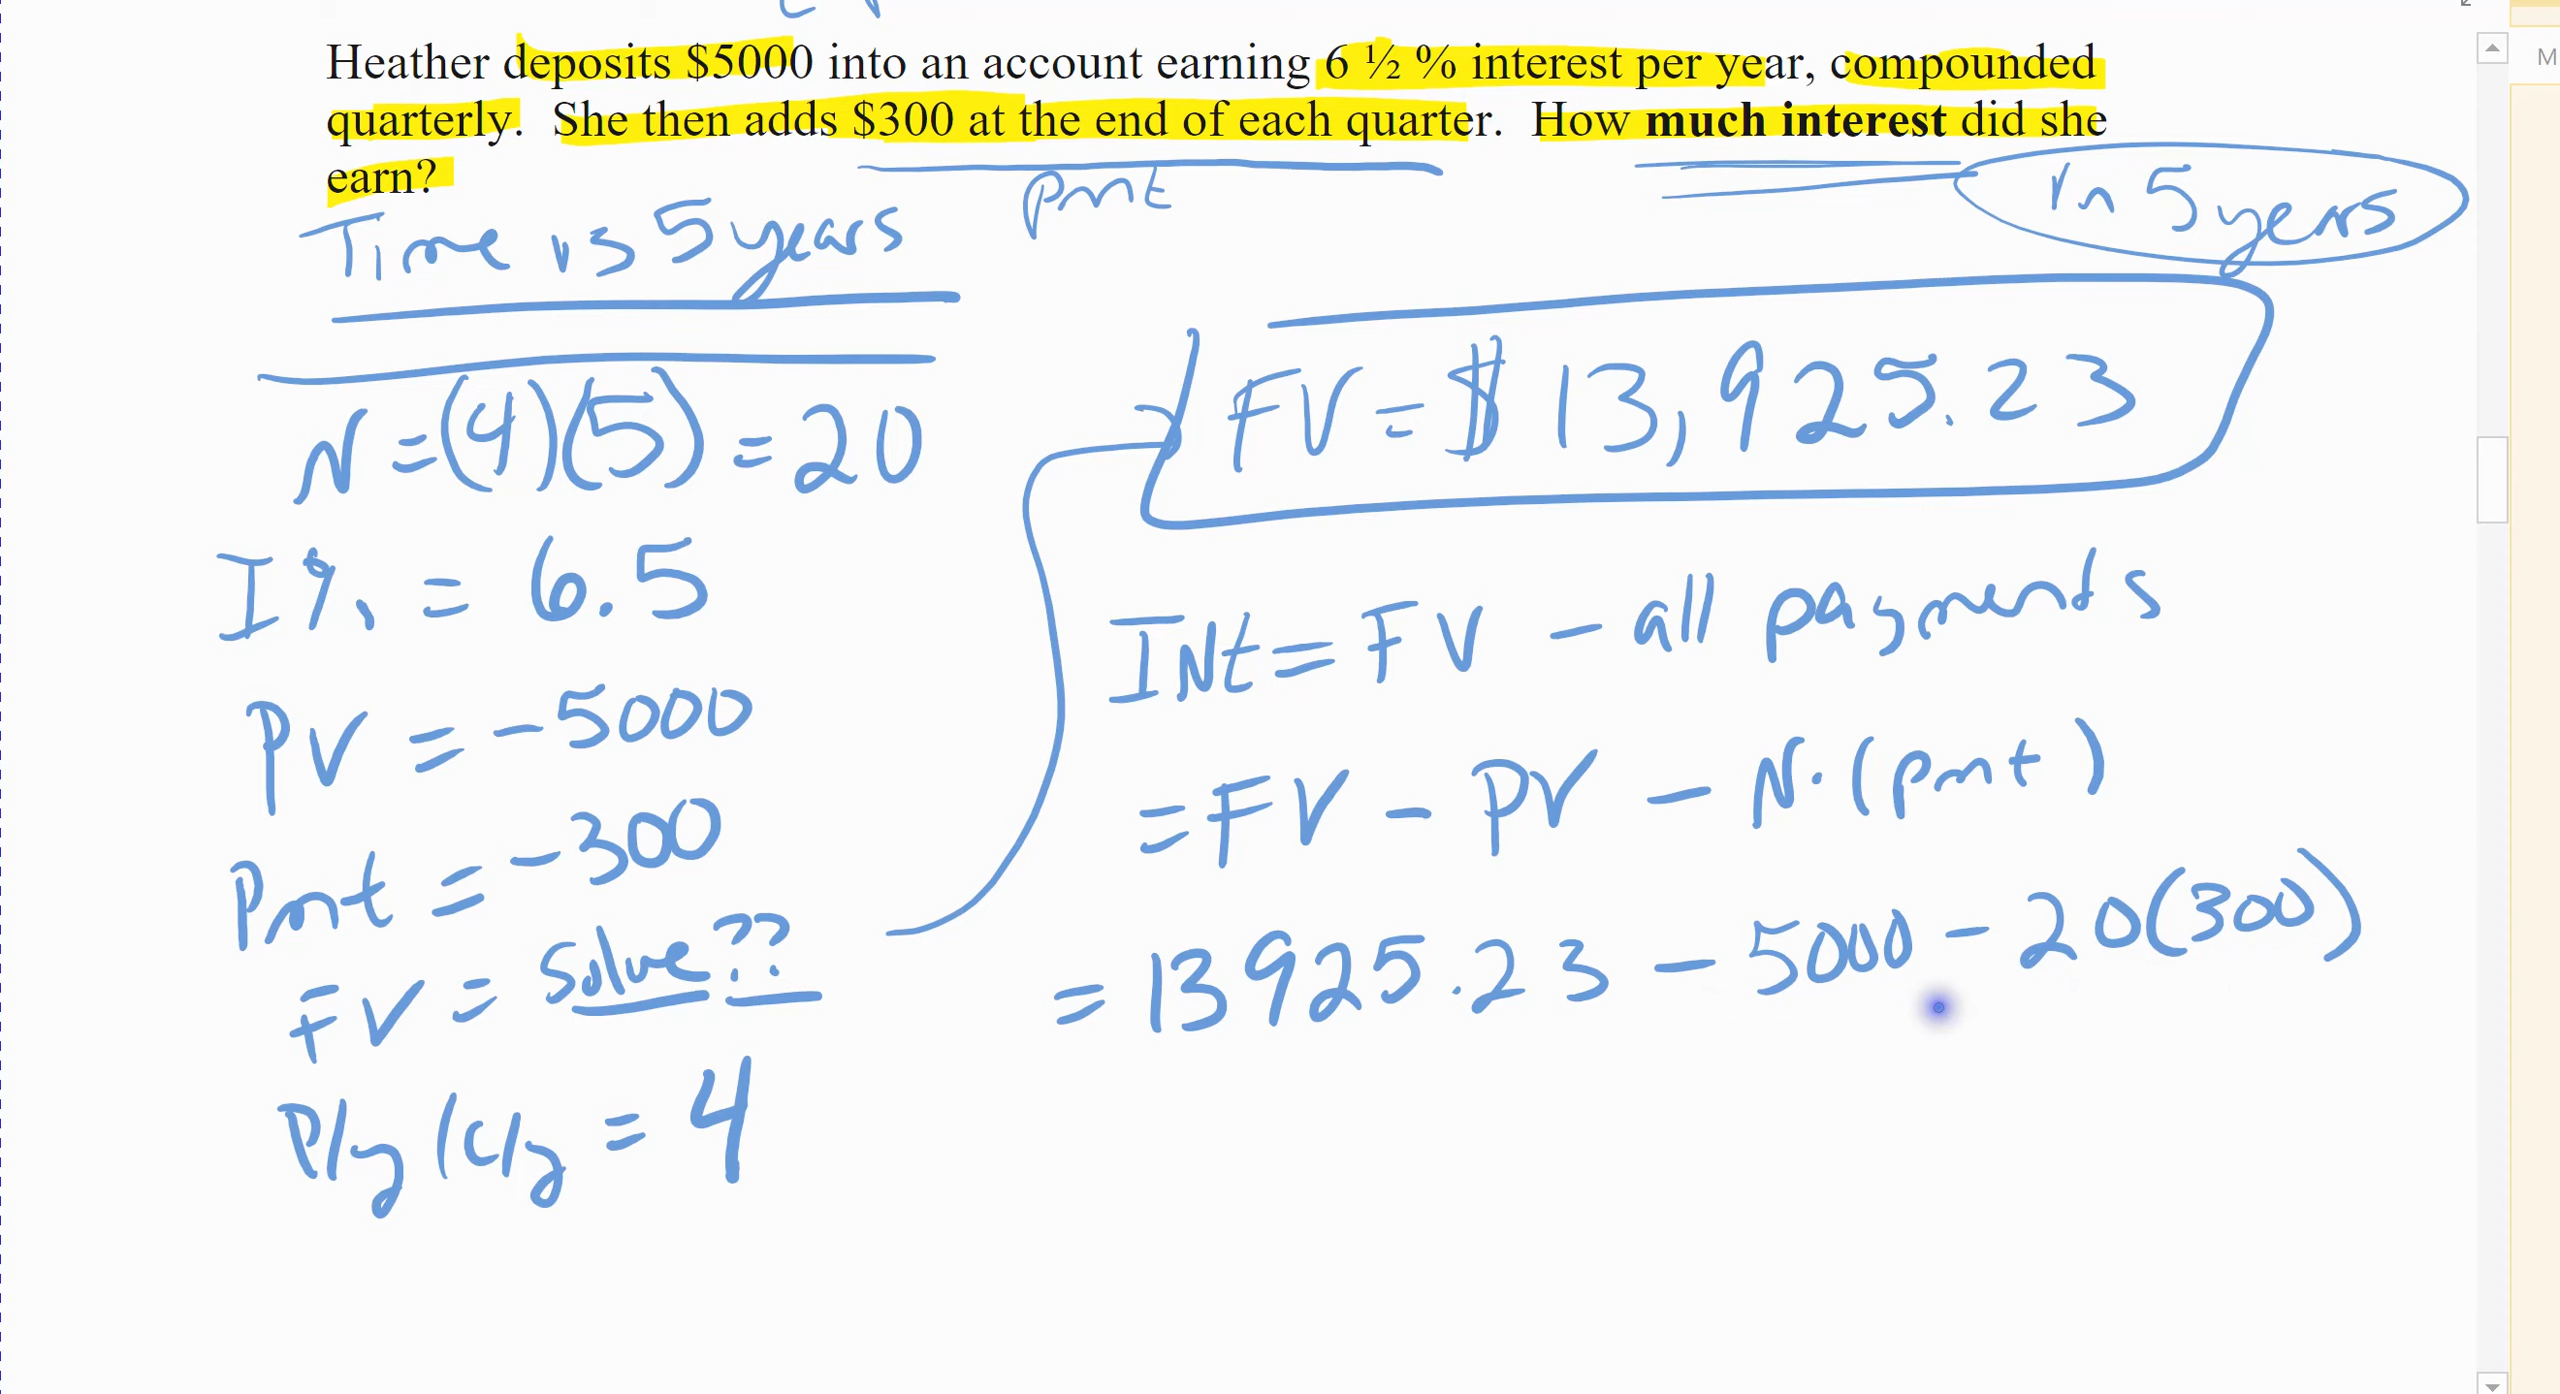 Heather deposits $5000 into an account earning 6 ½ % interest per year, compounded
quarterly. She then adds $300 at the end of each quarter. How much interest did she
earn?
pmt
in 5 years
Time is 5 years
N = (4)(5) = 20
I% = 6.5
PV = -5000
Pmt = -300
FV = Solve??
P/y /C/y = 4
FV = $ 13,925.23
INt = FV - all payments
= FV - PV - N·(pmt)
= 13925.23 - 5000 - 20(300)
M